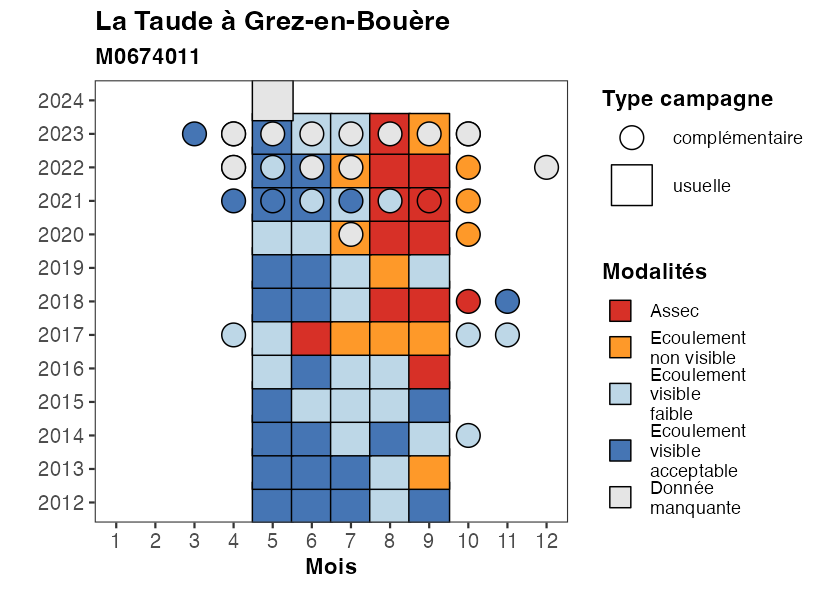 La Taude à Grez-en-Bouère
M0674011
2024
2023
2022
2021
2020
2019
2018
2017
2016
2015
2014
2013
2012
1 2 3 4 5 6 7 8 9 10 11 12
Mois
Type campagne
complémentaire
usuelle
Modalités
Assec
Ecoulement
non visible
Ecoulement
visible
faible
Ecoulement
visible
acceptable
Donnée
manquante